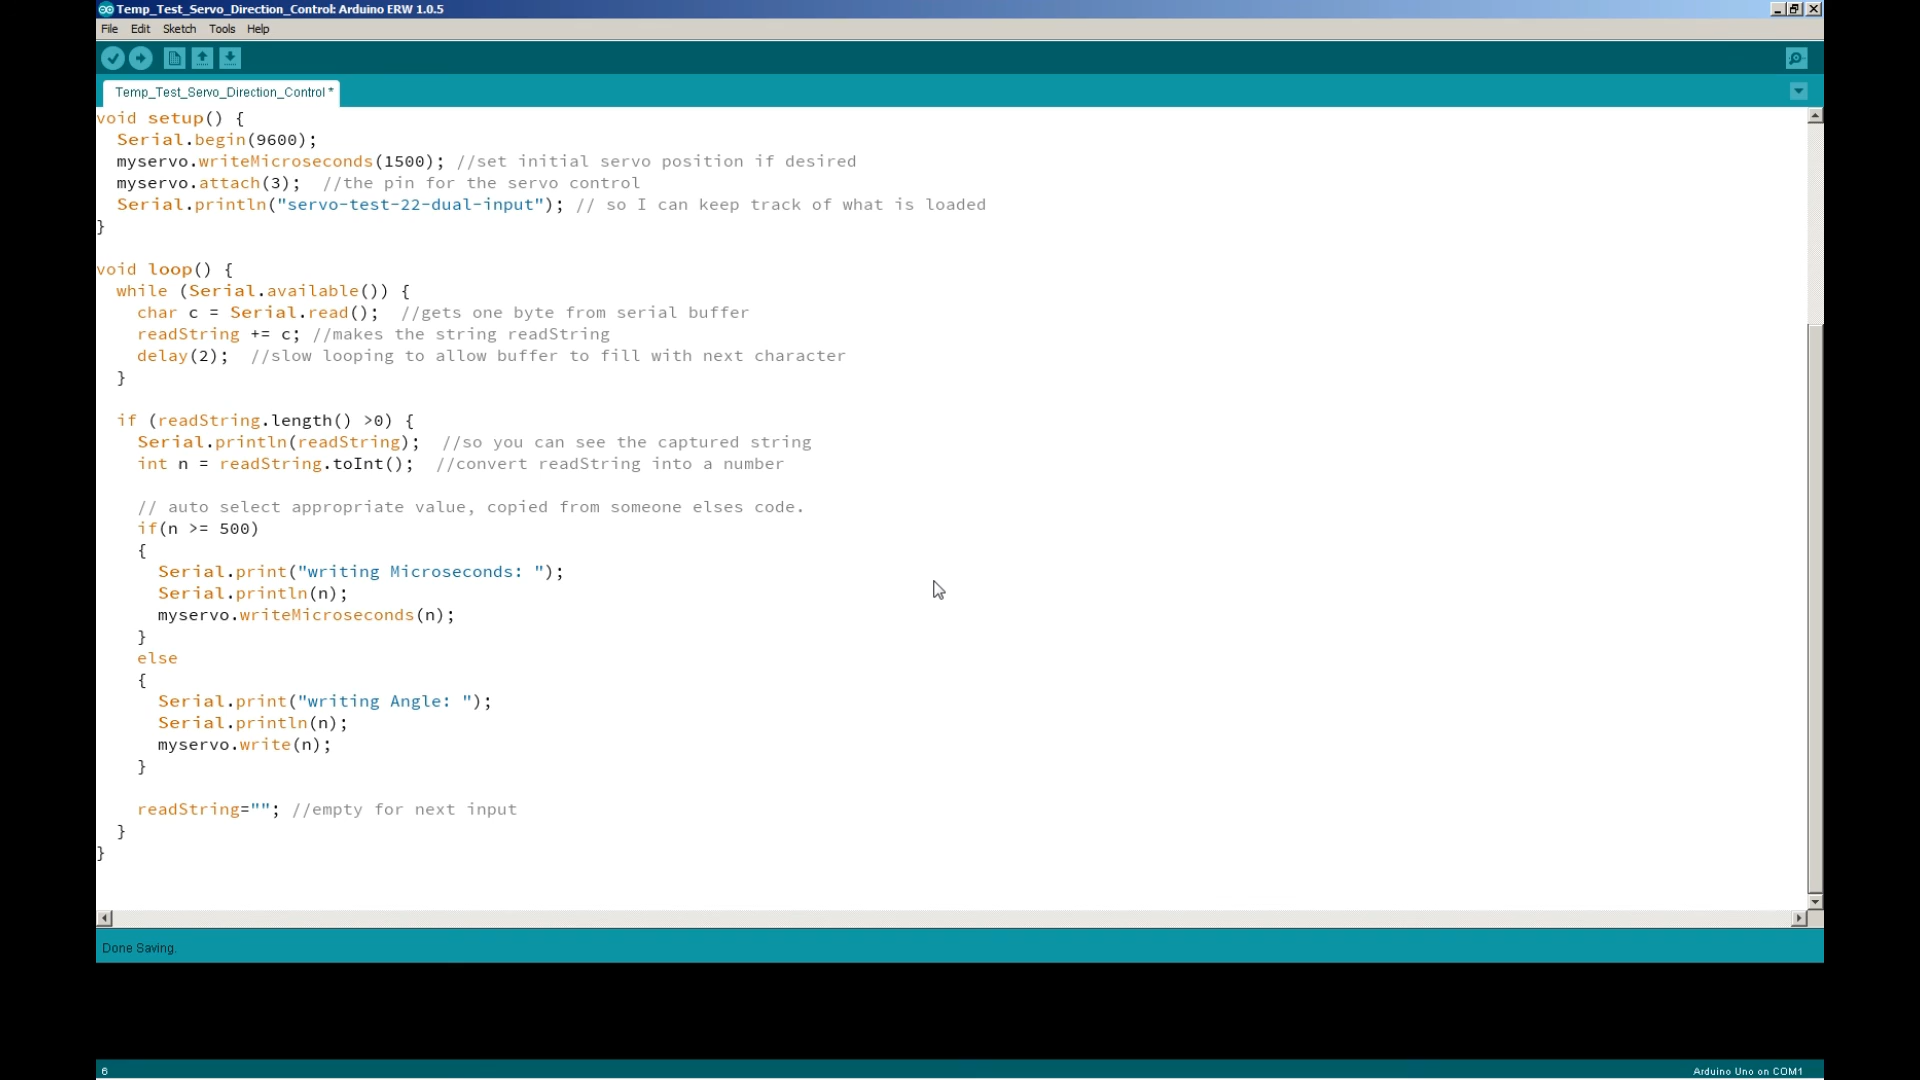 Temp_Test_Servo_Direction_Control: Arduino ERW 1.0.5
File Edit Sketch Tools Help
Temp_Test_Servo_Direction_Control *
void setup() {
  Serial.begin(9600);
  myservo.writeMicroseconds(1500); //set initial servo position if desired
  myservo.attach(3);  //the pin for the servo control
  Serial.println("servo-test-22-dual-input"); // so I can keep track of what is loaded
}
void loop() {
  while (Serial.available()) {
    char c = Serial.read();  //gets one byte from serial buffer
    readString += c; //makes the string readString
    delay(2);  //slow looping to allow buffer to fill with next character
  }
  if (readString.length() >0) {
    Serial.println(readString);  //so you can see the captured string
    int n = readString.toInt();  //convert readString into a number
    // auto select appropriate value, copied from someone elses code.
    if(n >= 500)
    {
      Serial.print("writing Microseconds: ");
      Serial.println(n);
      myservo.writeMicroseconds(n);
    }
    else
    {
      Serial.print("writing Angle: ");
      Serial.println(n);
      myservo.write(n);
    }
    readString=""; //empty for next input
  }
}
Done Saving.
6
Arduino Uno on COM1